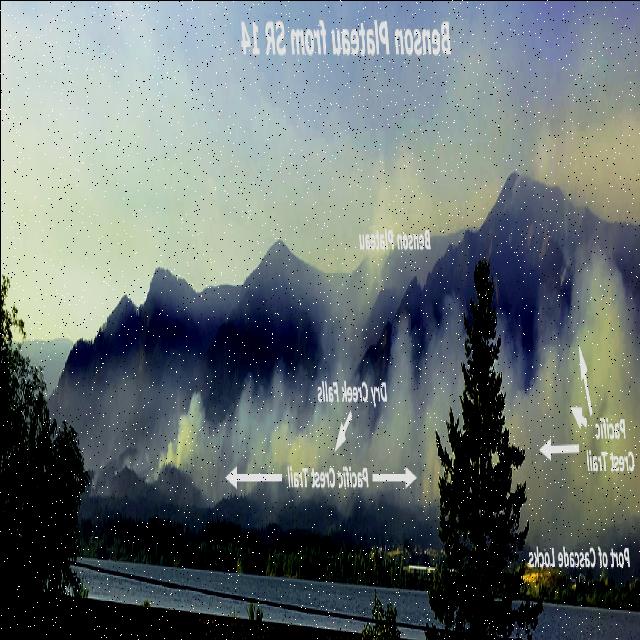 Benson Plateau from SR 14
Benson Plateau
Dry Creek Falls
Pacific
Crest Trail
Pacific Crest Trail
Port of Cascade Locks